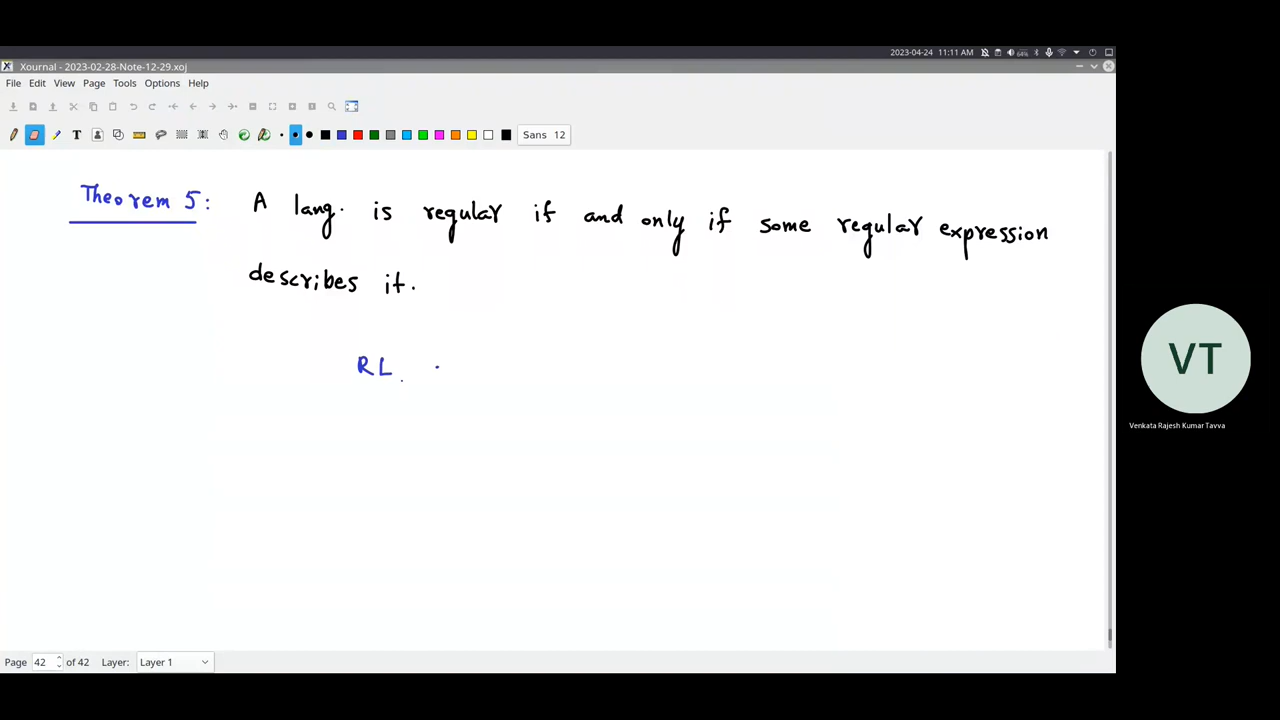 2023-04-24 11:11 AM
Xournal - 2023-02-28-Note-12-29.xoj
File Edit View Page Tools Options Help
Sans 12
Theorem 5: A lang. is regular if and only if some regular expression
describes it.
RL
VT
Venkata Rajesh Kumar Tavva
Page 42 of 42 Layer: Layer 1